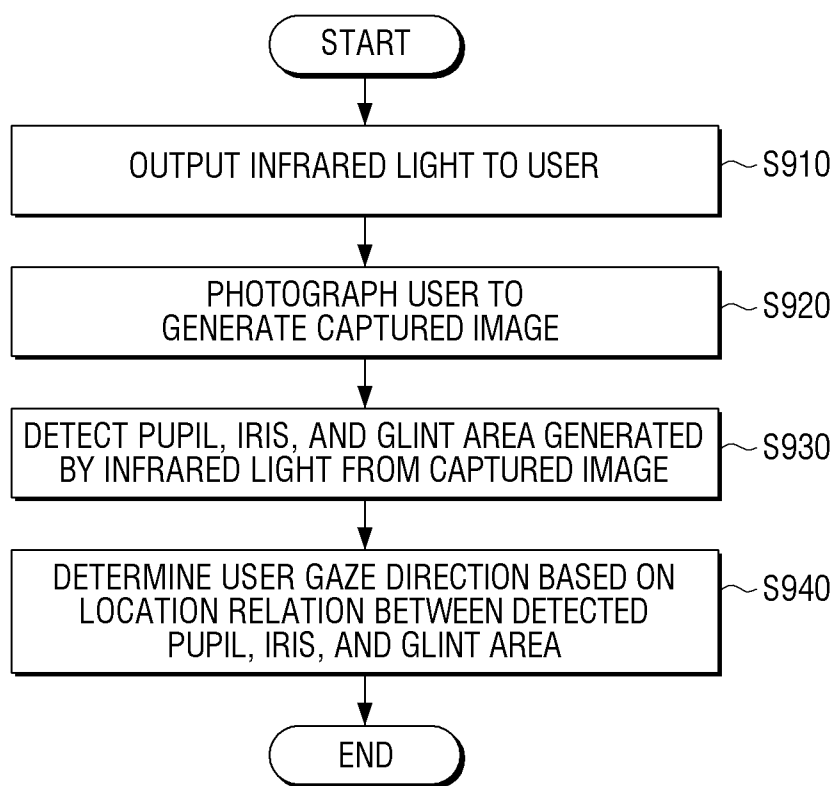 START
OUTPUT INFRARED LIGHT TO USER
S910
PHOTOGRAPH USER TO
GENERATE CAPTURED IMAGE
S920
DETECT PUPIL, IRIS, AND GLINT AREA GENERATED
BY INFRARED LIGHT FROM CAPTURED IMAGE
S930
DETERMINE USER GAZE DIRECTION BASED ON
LOCATION RELATION BETWEEN DETECTED
PUPIL, IRIS, AND GLINT AREA
S940
END